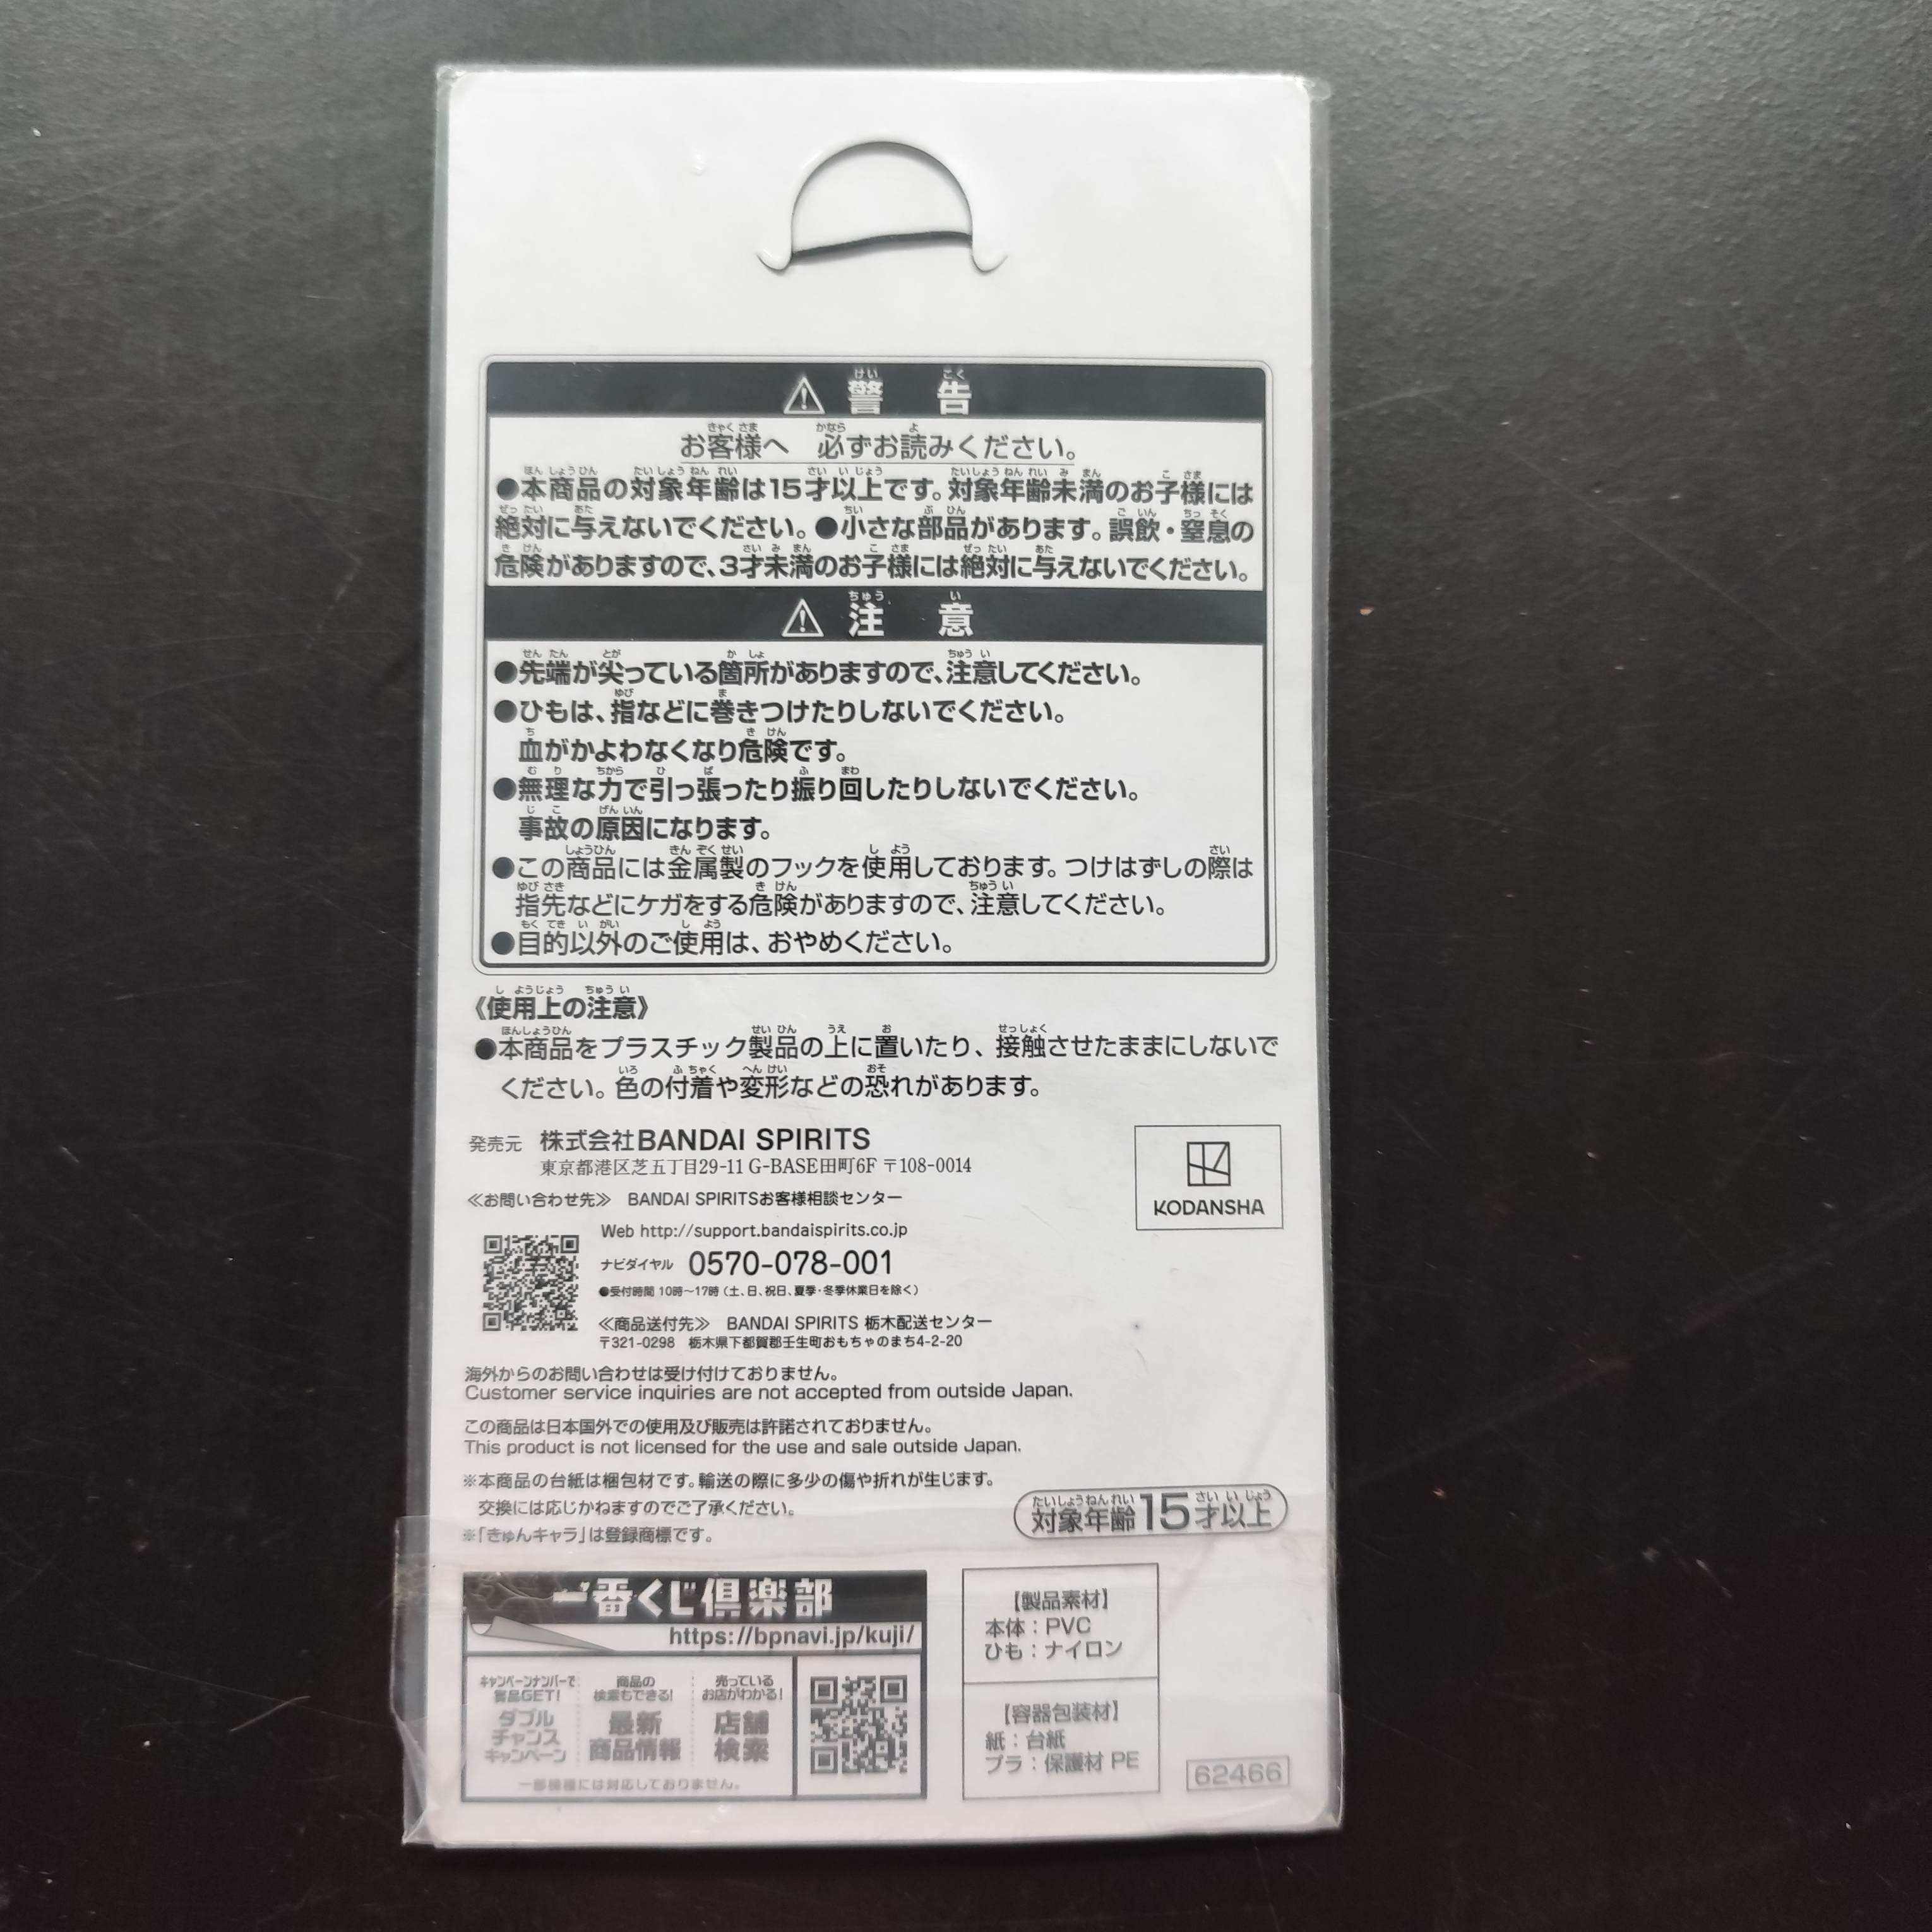 ⚠ 警告
お客様へ 必ずお読みください。
●本商品の対象年齢は15才以上です。対象年齢未満のお子様には
絶対に与えないでください。●小さな部品があります。誤飲・窒息の
危険がありますので、3才未満のお子様には絶対に与えないでください。
⚠ 注意
●先端が尖っている箇所がありますので、注意してください。
●ひもは、指などに巻きつけたりしないでください。
血がかよわなくなり危険です。
●無理な力で引っ張ったり振り回したりしないでください。
事故の原因になります。
●この商品には金属製のフックを使用しております。つけはずしの際は
指先などにケガをする危険がありますので、注意してください。
●目的以外のご使用は、おやめください。
《使用上の注意》
●本商品をプラスチック製品の上に置いたり、接触させたままにしないで
ください。色の付着や変形などの恐れがあります。
発売元 株式会社BANDAI SPIRITS
東京都港区芝五丁目29-11 G-BASE田町6F 〒108-0014
KODANSHA
≪お問い合わせ先≫ BANDAI SPIRITSお客様相談センター
Web http://support.bandaispirits.co.jp
ナビダイヤル 0570-078-001
●受付時間 10時～17時(土、日、祝日、夏季・冬季休業日を除く)
≪商品送付先≫ BANDAI SPIRITS 栃木配送センター
〒321-0298 栃木県下都賀郡壬生町おもちゃのまち4-2-20
海外からのお問い合わせは受け付けておりません。
Customer service inquiries are not accepted from outside Japan.
この商品は日本国外での使用及び販売は許諾されておりません。
This product is not licensed for the use and sale outside Japan.
※本商品の台紙は梱包材です。輸送の際に多少の傷や折れが生じます。
交換には応じかねますのでご了承ください。
※「きゅんキャラ」は登録商標です。
対象年齢15才以上
一番くじ倶楽部
https://bpnavi.jp/kuji/
キャンペーンナンバーで
賞品GET!
ダブル
チャンス
キャンペーン
商品の
検索もできる!
最新
商品情報
売っている
お店がわかる!
店舗
検索
一部機種には対応しておりません。
【製品素材】
本体：PVC
ひも：ナイロン
【容器包装材】
紙：台紙
プラ：保護材 PE
62466